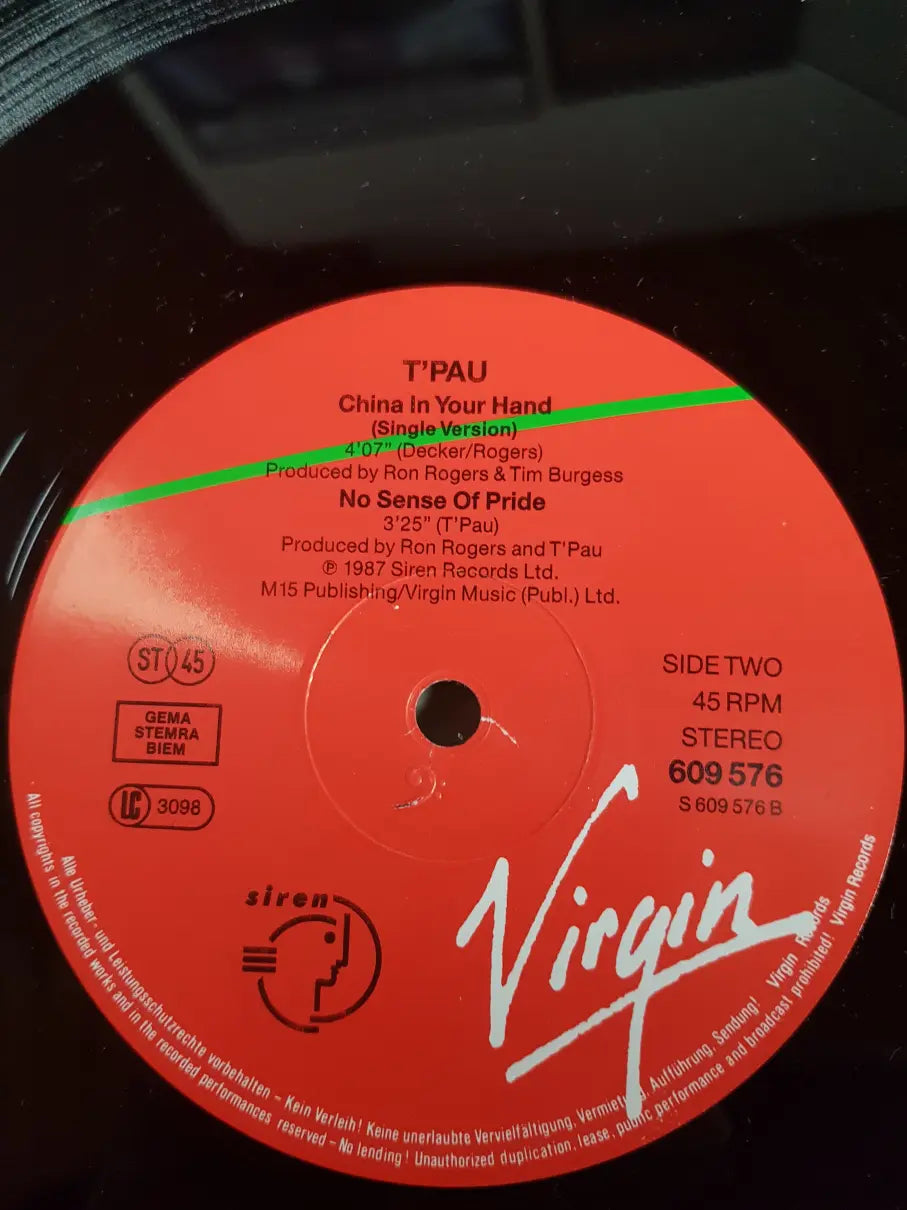 T'PAU
China In Your Hand
(Single Version)
4'07" (Decker/Rogers)
Produced by Ron Rogers & Tim Burgess
No Sense Of Pride
3'25" (T'Pau)
Produced by Ron Rogers and T'Pau
℗ 1987 Siren Records Ltd.
M15 Publishing/Virgin Music (Publ.) Ltd.
ST 45
GEMA
STEMRA
BIEM
LC 3098
SIDE TWO
45 RPM
STEREO
609 576
S 609 576 B
siren
Virgin
Alle Urheber- und Leistungsschutzrechte vorbehalten – Kein Verleih! Keine unerlaubte Vervielfältigung, Vermietung, Aufführung, Sendung! Virgin Records
All copyrights in the recorded works and in the recorded performances reserved – No lending! Unauthorized duplication, lease, public performance and broadcast prohibited! Virgin Records